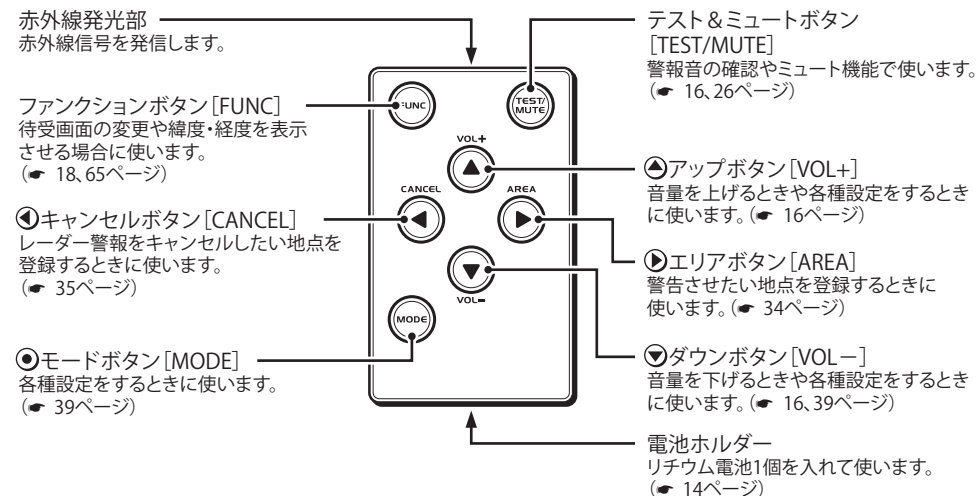 赤外線発光部
赤外線信号を発信します。
ファンクションボタン[FUNC]
待受画面の変更や緯度・経度を表示
させる場合に使います。
(☛ 18、65ページ)
◀キャンセルボタン[CANCEL]
レーダー警報をキャンセルしたい地点を
登録するときに使います。
(☛ 35ページ)
●モードボタン[MODE]
各種設定をするときに使います。
(☛ 39ページ)
FUNC
TEST/
MUTE
VOL+
CANCEL
AREA
VOL−
MODE
テスト&ミュートボタン
[TEST/MUTE]
警報音の確認やミュート機能で使います。
(☛ 16、26ページ)
▲アップボタン[VOL+]
音量を上げるときや各種設定をするとき
に使います。(☛ 16ページ)
▶エリアボタン[AREA]
警告させたい地点を登録するときに
使います。(☛ 34ページ)
▼ダウンボタン[VOL−]
音量を下げるときや各種設定をするとき
に使います。(☛ 16、39ページ)
電池ホルダー
リチウム電池1個を入れて使います。
(☛ 14ページ)